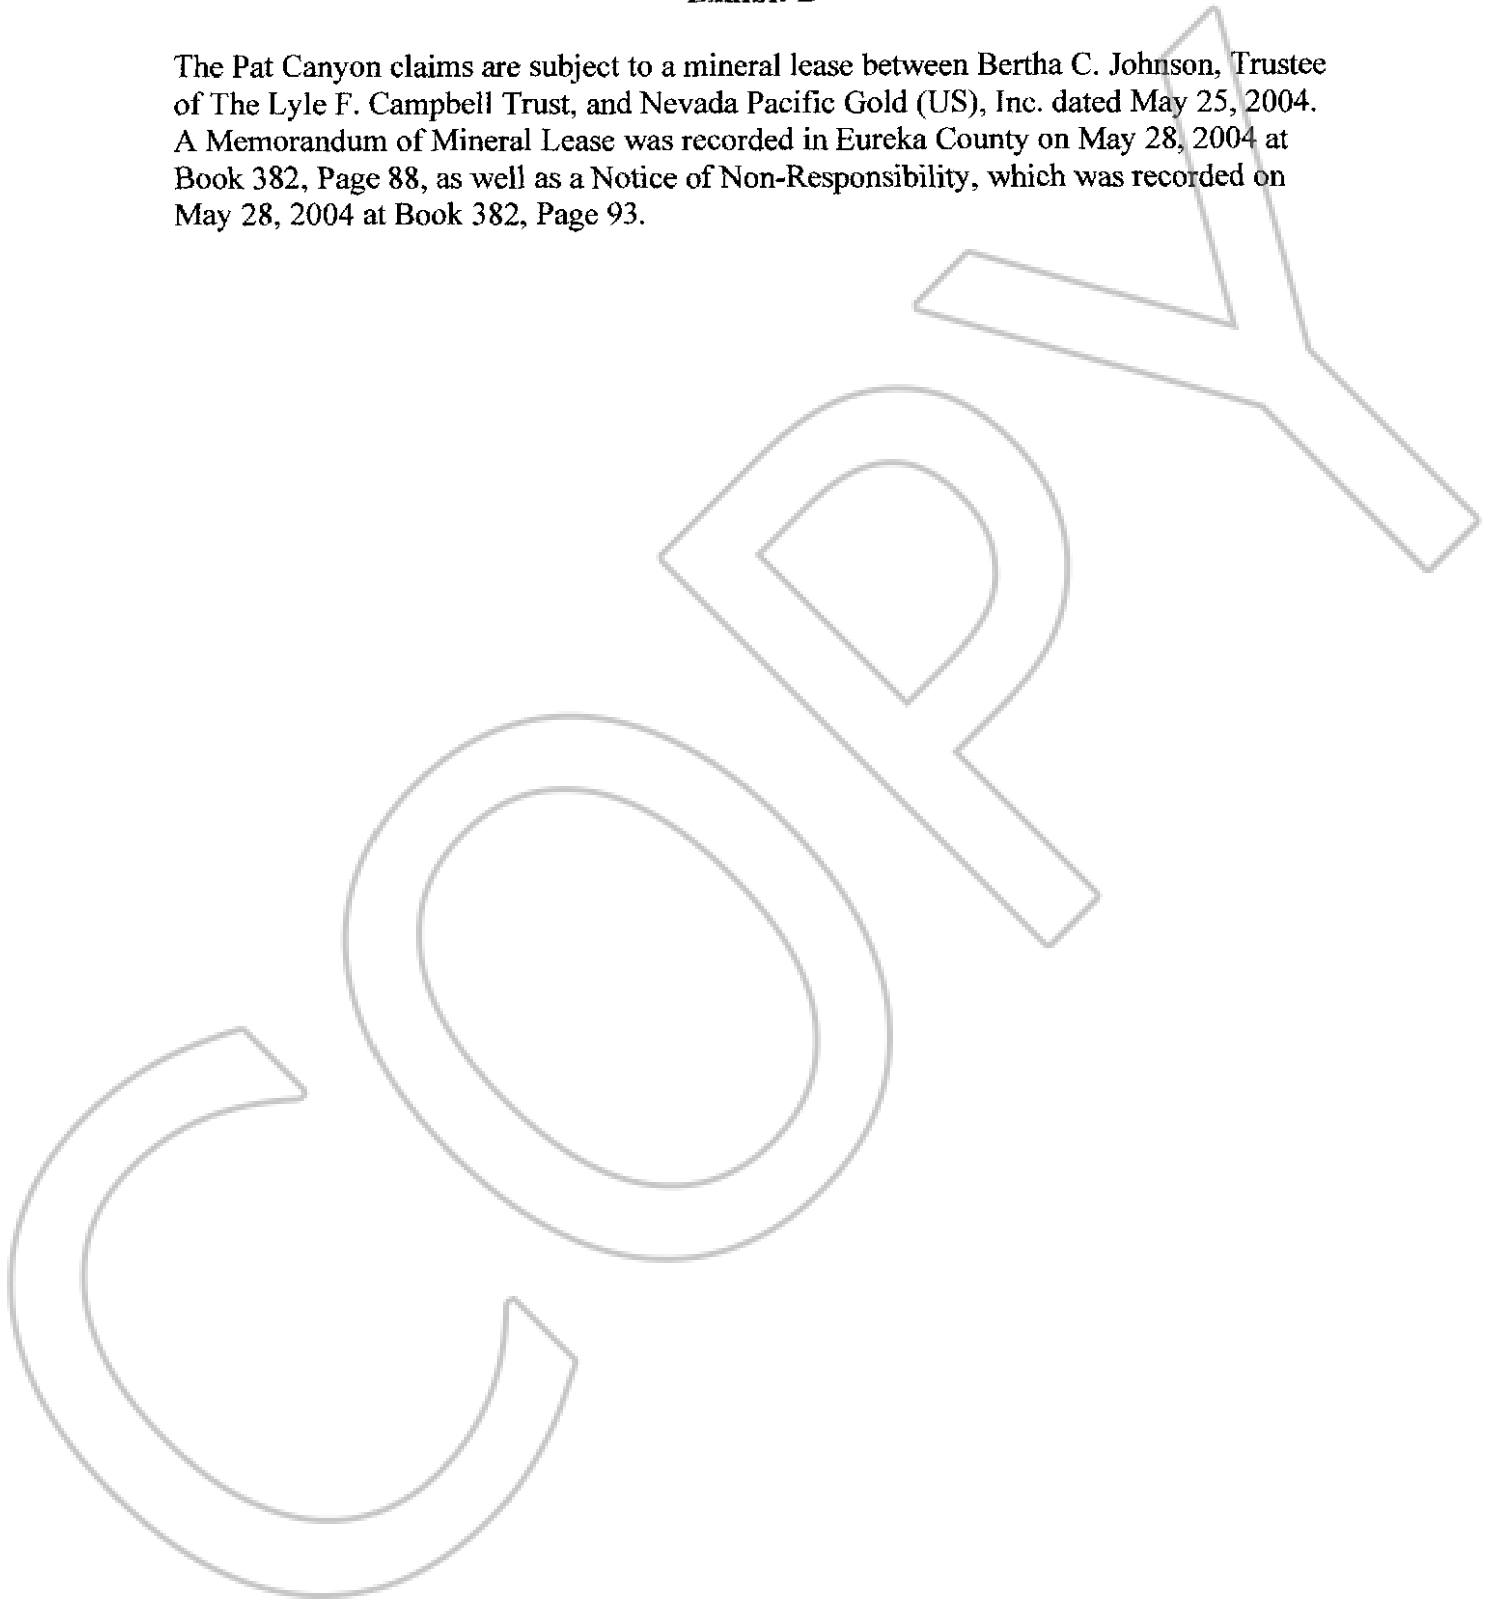 The Pat Canyon claims are subject to a mineral lease between Bertha C. Johnson, Trustee
of The Lyle F. Campbell Trust, and Nevada Pacific Gold (US), Inc. dated May 25, 2004.
A Memorandum of Mineral Lease was recorded in Eureka County on May 28, 2004 at
Book 382, Page 88, as well as a Notice of Non-Responsibility, which was recorded on
May 28, 2004 at Book 382, Page 93.
COPY